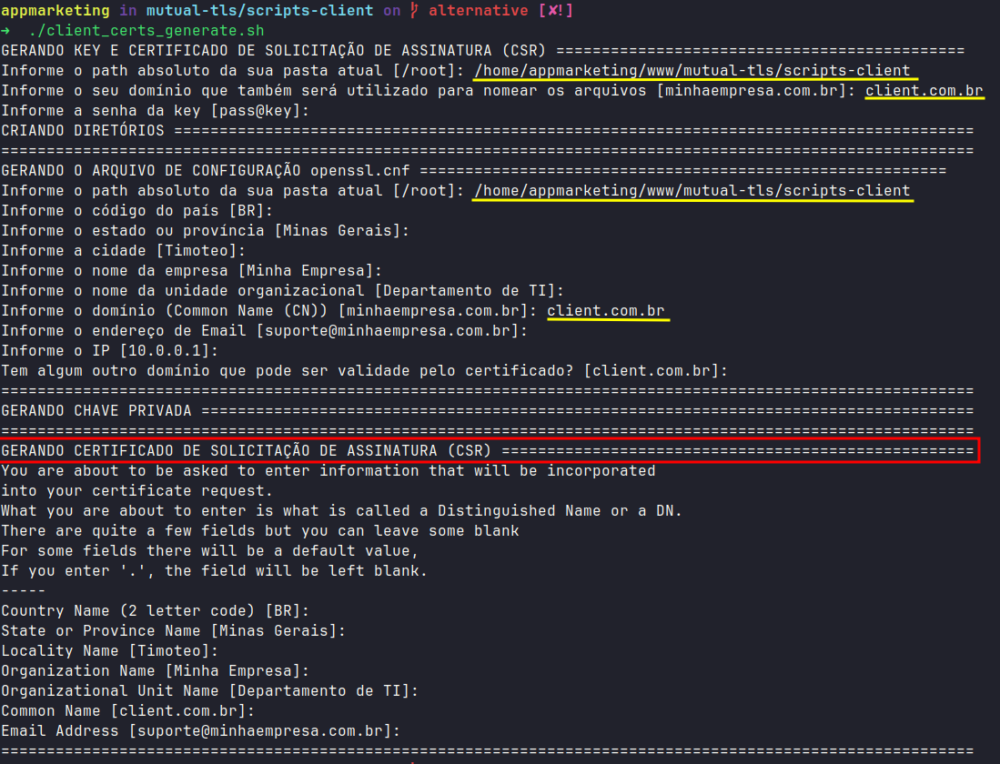 appmarketing in mutual-tls/scripts-client on alternative [✘!]
➜ ./client_certs_generate.sh
GERANDO KEY E CERTIFICADO DE SOLICITAÇÃO DE ASSINATURA (CSR) =============================================
Informe o path absoluto da sua pasta atual [/root]: /home/appmarketing/www/mutual-tls/scripts-client
Informe o seu domínio que também será utilizado para nomear os arquivos [minhaempresa.com.br]: client.com.br
Informe a senha da key [pass@key]:
CRIANDO DIRETÓRIOS ========================================================================================
===========================================================================================================
GERANDO O ARQUIVO DE CONFIGURAÇÃO openssl.cnf ==========================================================
Informe o path absoluto da sua pasta atual [/root]: /home/appmarketing/www/mutual-tls/scripts-client
Informe o código do país [BR]:
Informe o estado ou província [Minas Gerais]:
Informe a cidade [Timoteo]:
Informe o nome da empresa [Minha Empresa]:
Informe o nome da unidade organizacional [Departamento de TI]:
Informe o domínio (Common Name (CN)) [minhaempresa.com.br]: client.com.br
Informe o endereço de Email [suporte@minhaempresa.com.br]:
Informe o IP [10.0.0.1]:
Tem algum outro domínio que pode ser validade pelo certificado? [client.com.br]:
===========================================================================================================
GERANDO CHAVE PRIVADA =====================================================================================
===========================================================================================================
GERANDO CERTIFICADO DE SOLICITAÇÃO DE ASSINATURA (CSR) ====================================================
You are about to be asked to enter information that will be incorporated
into your certificate request.
What you are about to enter is what is called a Distinguished Name or a DN.
There are quite a few fields but you can leave some blank
For some fields there will be a default value,
If you enter '.', the field will be left blank.
-----
Country Name (2 letter code) [BR]:
State or Province Name [Minas Gerais]:
Locality Name [Timoteo]:
Organization Name [Minha Empresa]:
Organizational Unit Name [Departamento de TI]:
Common Name [client.com.br]:
Email Address [suporte@minhaempresa.com.br]:
===========================================================================================================